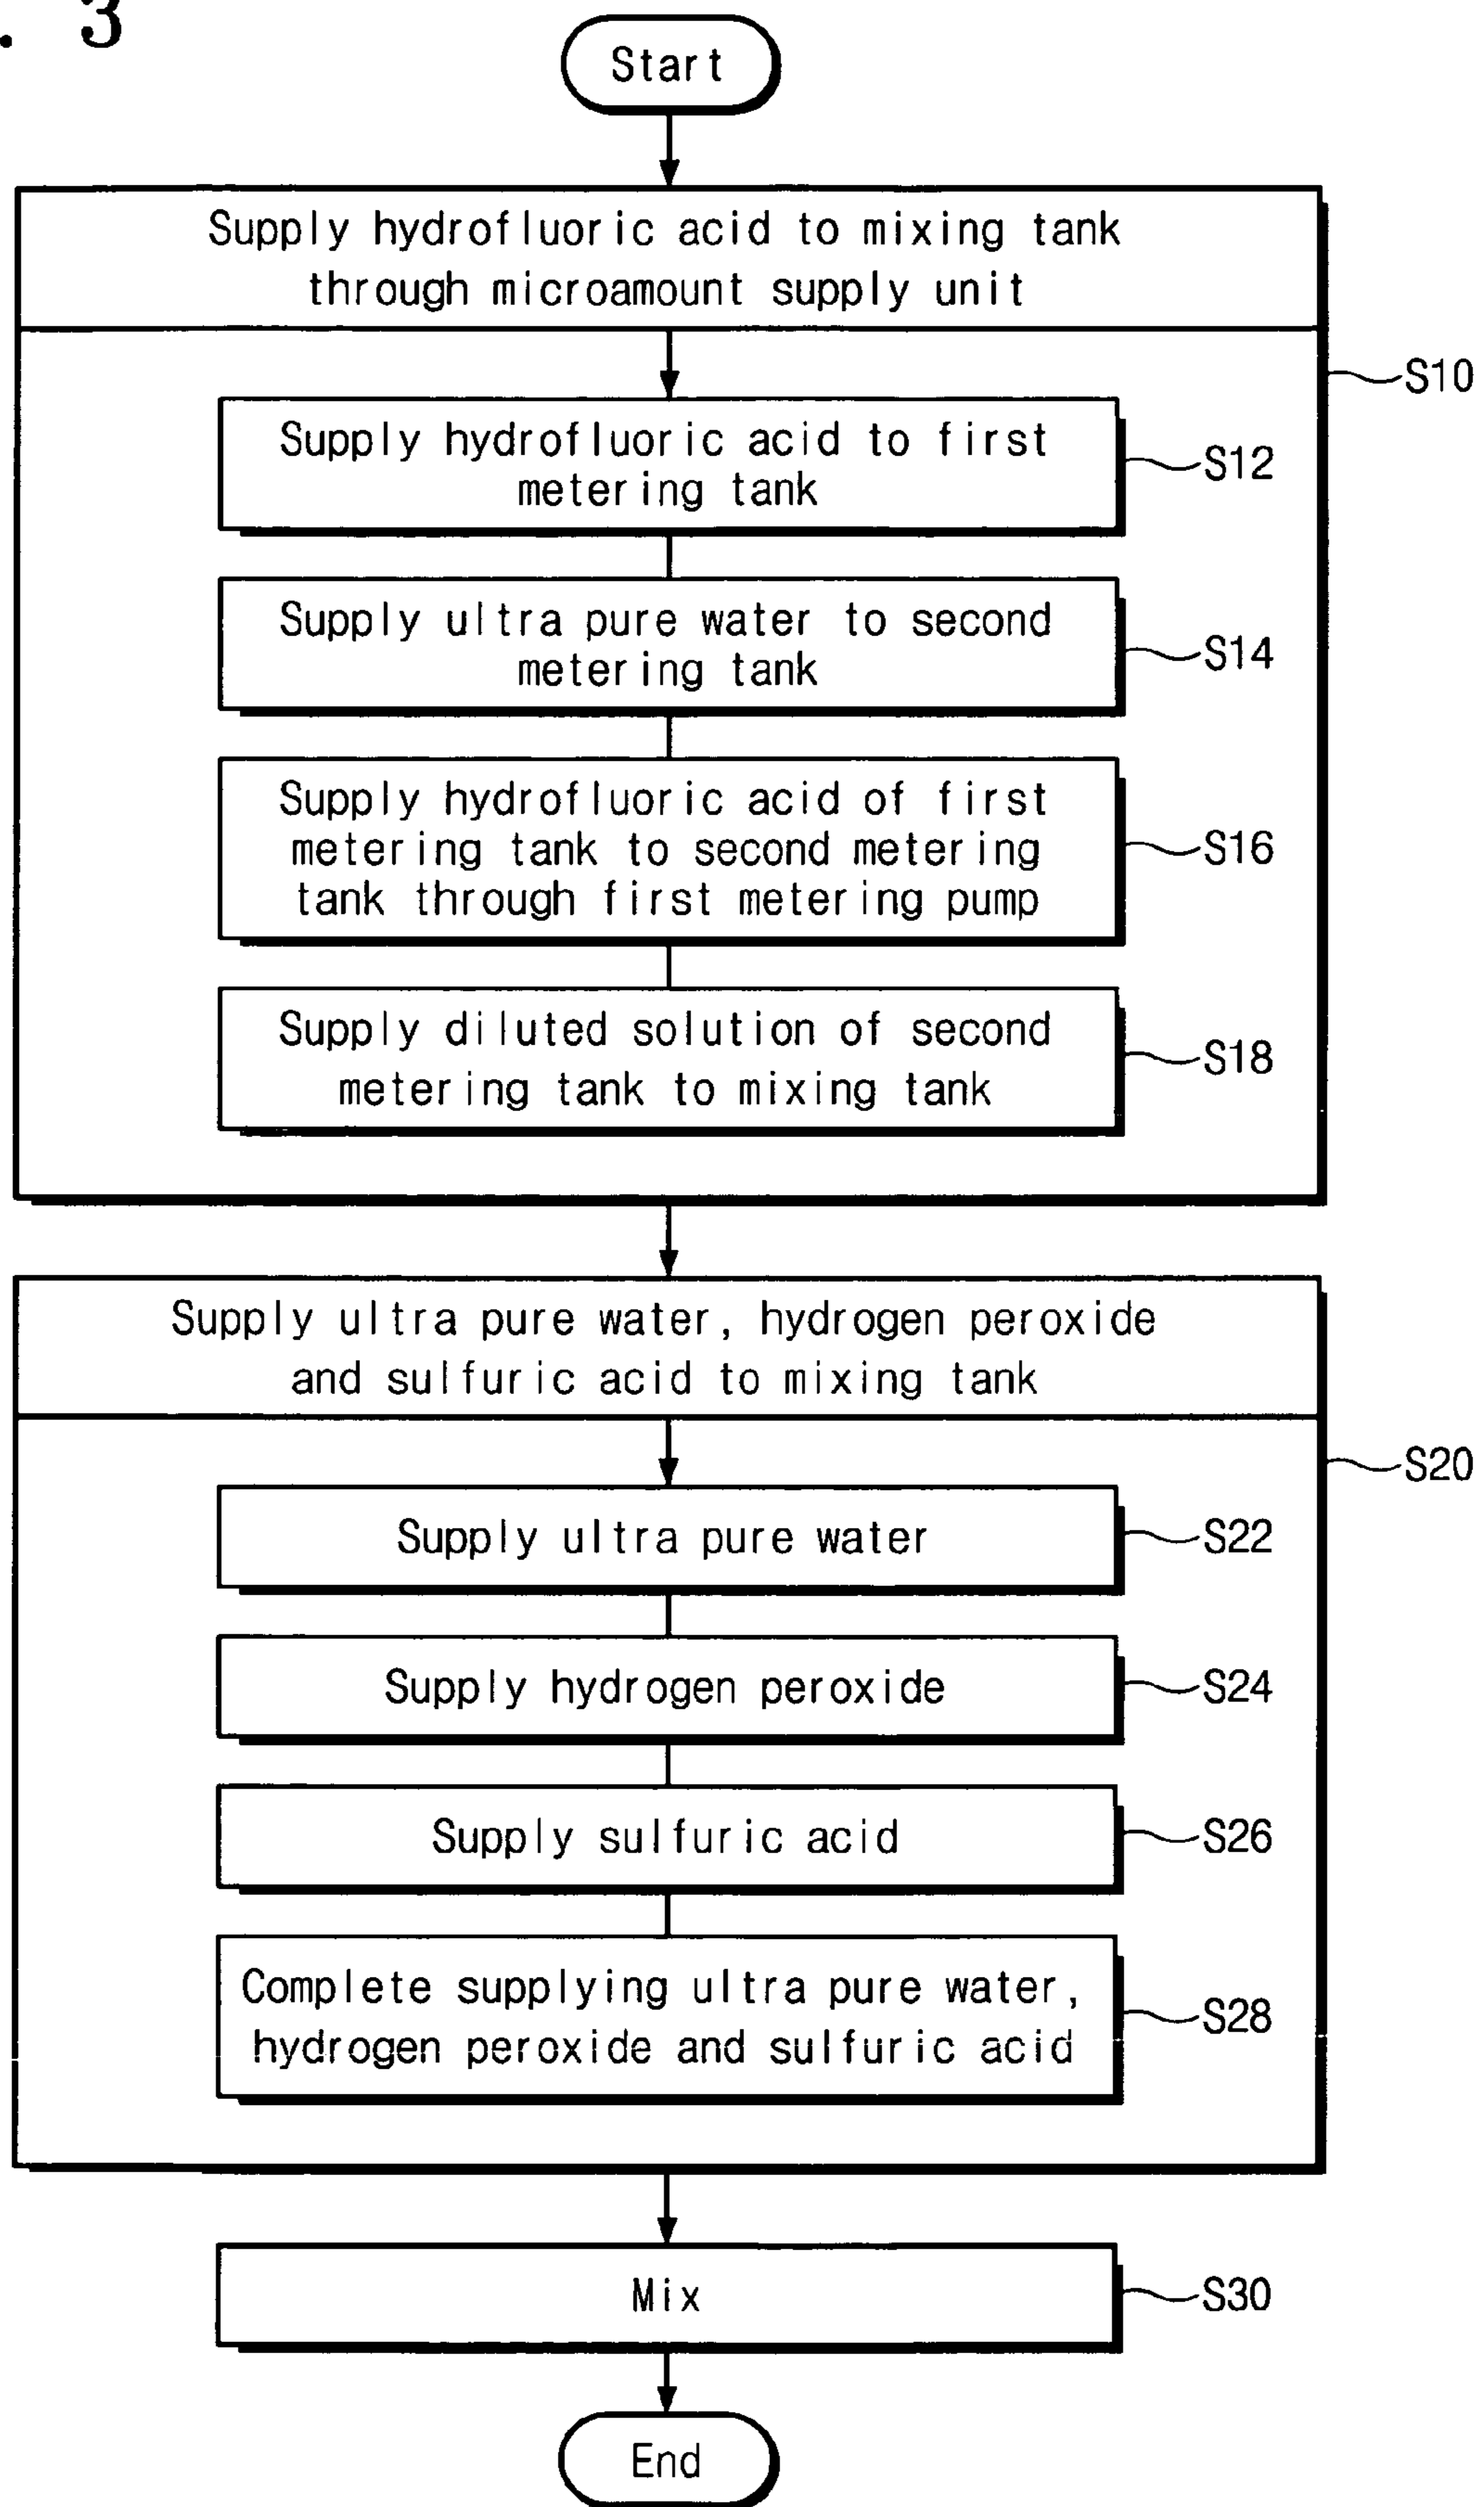 . 3
Start
Supply hydrofluoric acid to mixing tank
through microamount supply unit
S10
Supply hydrofluoric acid to first
metering tank
S12
Supply ultra pure water to second
metering tank
S14
Supply hydrofluoric acid of first
metering tank to second metering
tank through first metering pump
S16
Supply diluted solution of second
metering tank to mixing tank
S18
Supply ultra pure water, hydrogen peroxide
and sulfuric acid to mixing tank
S20
Supply ultra pure water
S22
Supply hydrogen peroxide
S24
Supply sulfuric acid
S26
Complete supplying ultra pure water,
hydrogen peroxide and sulfuric acid
S28
Mix
S30
End